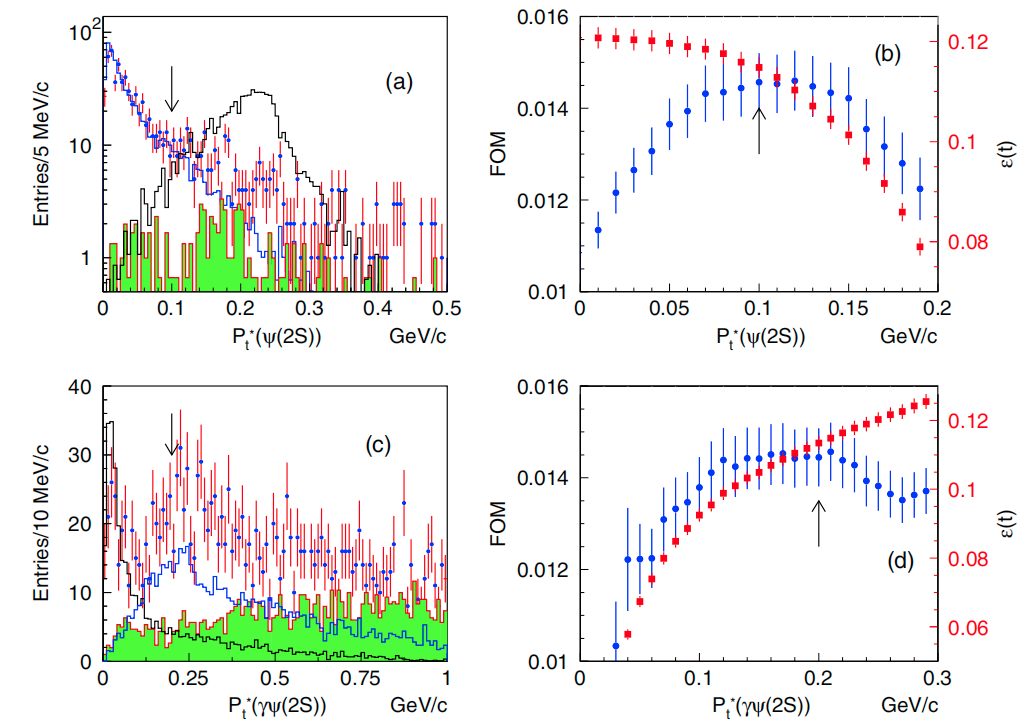 10²
10
1
Entries/5 MeV/c
(a)
0 0.1 0.2 0.3 0.4 0.5
P_t^*(ψ(2S)) GeV/c
0.016
0.014
0.012
0.01
FOM
(b)
0.12
0.1
0.08
ε(t)
0 0.05 0.1 0.15 0.2
P_t^*(ψ(2S)) GeV/c
40
30
20
10
0
Entries/10 MeV/c
(c)
0 0.25 0.5 0.75 1
P_t^*(γψ(2S)) GeV/c
0.016
0.014
0.012
0.01
FOM
(d)
0.12
0.1
0.08
0.06
ε(t)
0 0.1 0.2 0.3
P_t^*(γψ(2S)) GeV/c